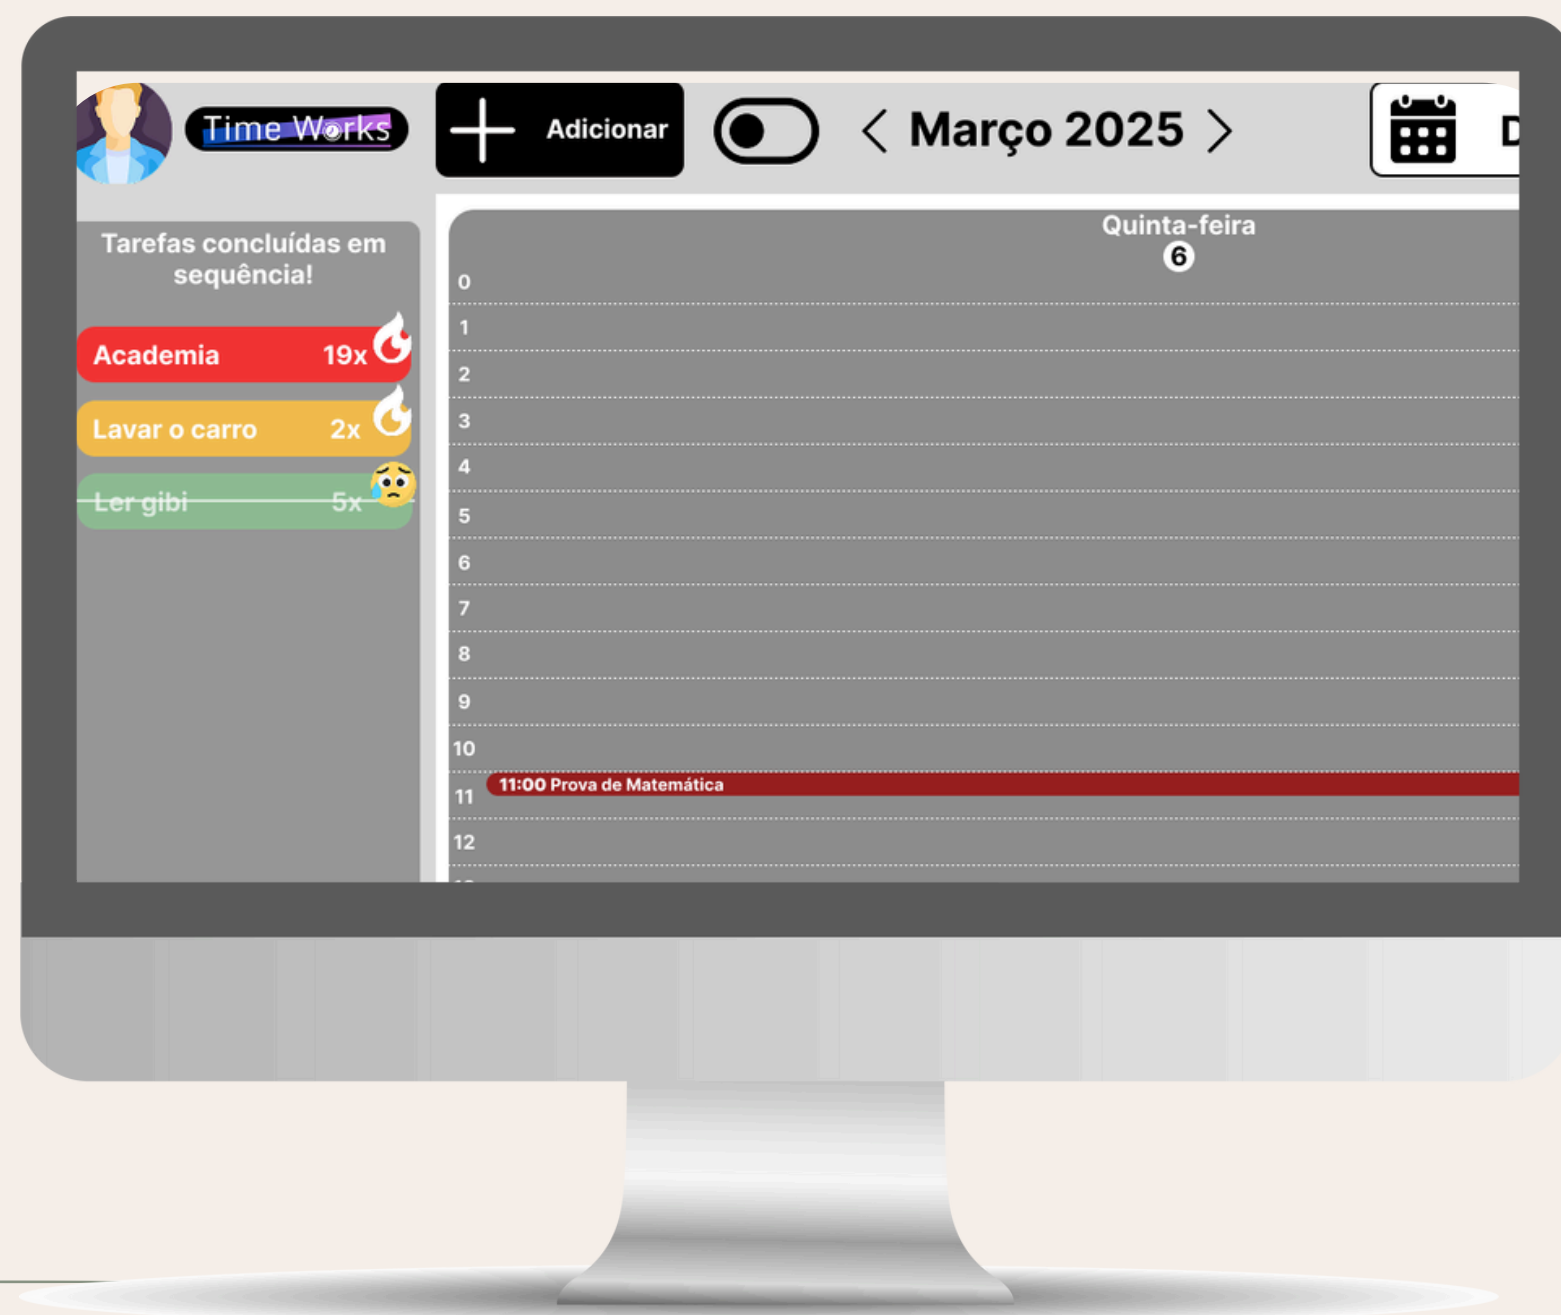 Time Works
Adicionar
< Março 2025 >
D
Tarefas concluídas em
sequência!
Academia 19x
Lavar o carro 2x
Ler gibi 5x
Quinta-feira
6
0
1
2
3
4
5
6
7
8
9
10
11:00 Prova de Matemática
11
12